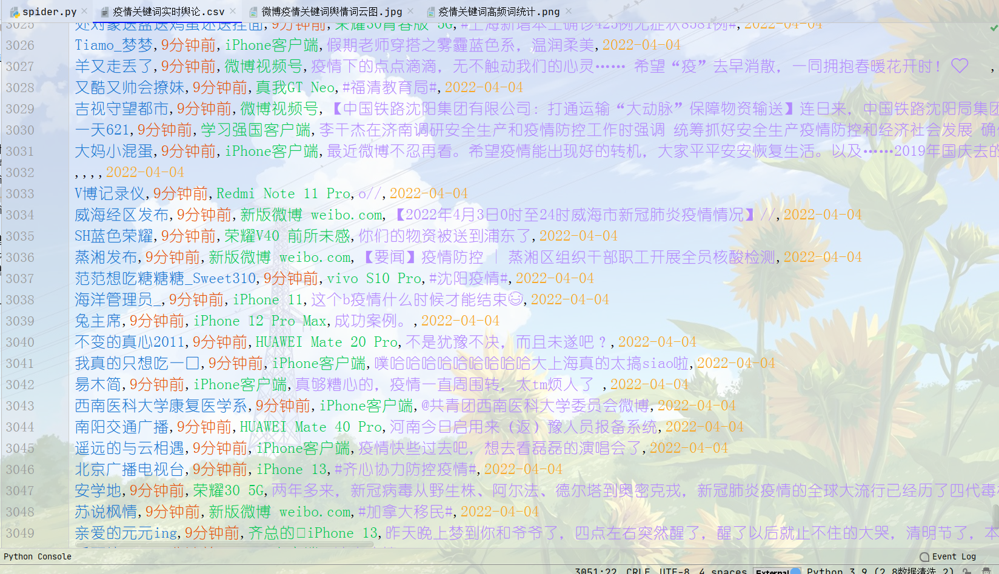 spider.py 疫情关键词实时舆论.csv 微博疫情关键词舆情词云图.jpg 疫情关键词高频词统计.png
3025 处对象送盆送鸡蛋还送挂面,9分钟前,荣耀30青春版 5G,#上海新增本土确诊425例无症状8581例#,2022-04-04
3026 Tiamo_梦梦,9分钟前,iPhone客户端,假期老师穿搭之雾霾蓝色系，温润柔美,2022-04-04
3027 羊又走丢了,9分钟前,微博视频号,疫情下的点点滴滴，无不触动我们的心灵…… 希望“疫”去早消散，一同拥抱春暖花开时！♡ ,
3028 又酷又帅会撩妹,9分钟前,真我GT Neo,#福清教育局#,2022-04-04
3029 吉视守望都市,9分钟前,微博视频号,【中国铁路沈阳集团有限公司：打通运输“大动脉”保障物资输送】连日来，中国铁路沈阳局集团
3030 一天621,9分钟前,学习强国客户端,李干杰在济南调研安全生产和疫情防控工作时强调 统筹抓好安全生产疫情防控和经济社会发展 确
3031 大妈小混蛋,9分钟前,iPhone客户端,最近微博不忍再看。希望疫情能出现好的转机，大家平平安安恢复生活。以及……2019年国庆去的
3032 ,,,,2022-04-04
3033 V博记录仪,9分钟前,Redmi Note 11 Pro,o//,2022-04-04
3034 威海经区发布,9分钟前,新版微博 weibo.com,【2022年4月3日0时至24时威海市新冠肺炎疫情情况】//,2022-04-04
3035 SH蓝色荣耀,9分钟前,荣耀V40 前所未感,你们的物资被送到浦东了,2022-04-04
3036 蒸湘发布,9分钟前,新版微博 weibo.com,【要闻】疫情防控 | 蒸湘区组织干部职工开展全员核酸检测,2022-04-04
3037 范范想吃糖糖糖_Sweet310,9分钟前,vivo S10 Pro,#沈阳疫情#,2022-04-04
3038 海洋管理员_,9分钟前,iPhone 11,这个b疫情什么时候才能结束😅,2022-04-04
3039 兔主席,9分钟前,iPhone 12 Pro Max,成功案例。,2022-04-04
3040 不变的真心2011,9分钟前,HUAWEI Mate 20 Pro,不是犹豫不决，而且未遂吧？,2022-04-04
3041 我真的只想吃一口,9分钟前,iPhone客户端,噗哈哈哈哈哈哈哈哈哈大上海真的太搞siao啦,2022-04-04
3042 易木简,9分钟前,iPhone客户端,真够糟心的，疫情一直周围转，太tm烦人了 ,2022-04-04
3043 西南医科大学康复医学系,9分钟前,iPhone客户端,@共青团西南医科大学委员会微博,2022-04-04
3044 南阳交通广播,9分钟前,HUAWEI Mate 40 Pro,河南今日启用来（返）豫人员报备系统,2022-04-04
3045 遥远的与云相遇,9分钟前,iPhone客户端,疫情快些过去吧，想去看磊磊的演唱会了,2022-04-04
3046 北京广播电视台,9分钟前,iPhone 13,#齐心协力防控疫情#,2022-04-04
3047 安学地,9分钟前,荣耀30 5G,两年多来，新冠病毒从野生株、阿尔法、德尔塔到奥密克戎，新冠肺炎疫情的全球大流行已经历了四代毒
3048 苏说枫情,9分钟前,新版微博 weibo.com,#加拿大移民#,2022-04-04
3049 亲爱的元元ing,9分钟前,齐总的▯iPhone 13,昨天晚上梦到你和爷爷了，四点左右突然醒了，醒了以后就止不住的大哭，清明节了，本
Python Console Event Log
3051:22 CRLF UTF-8 4 spaces External Python 3.9 (2.8数据清洗 2)